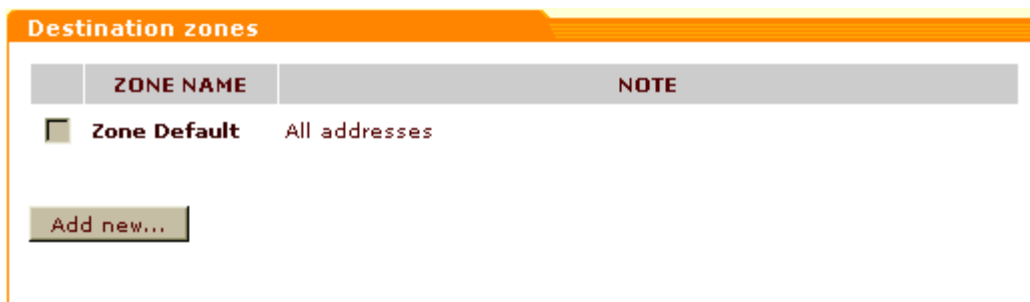 Destination zones
ZONE NAME NOTE
Zone Default All addresses
Add new...